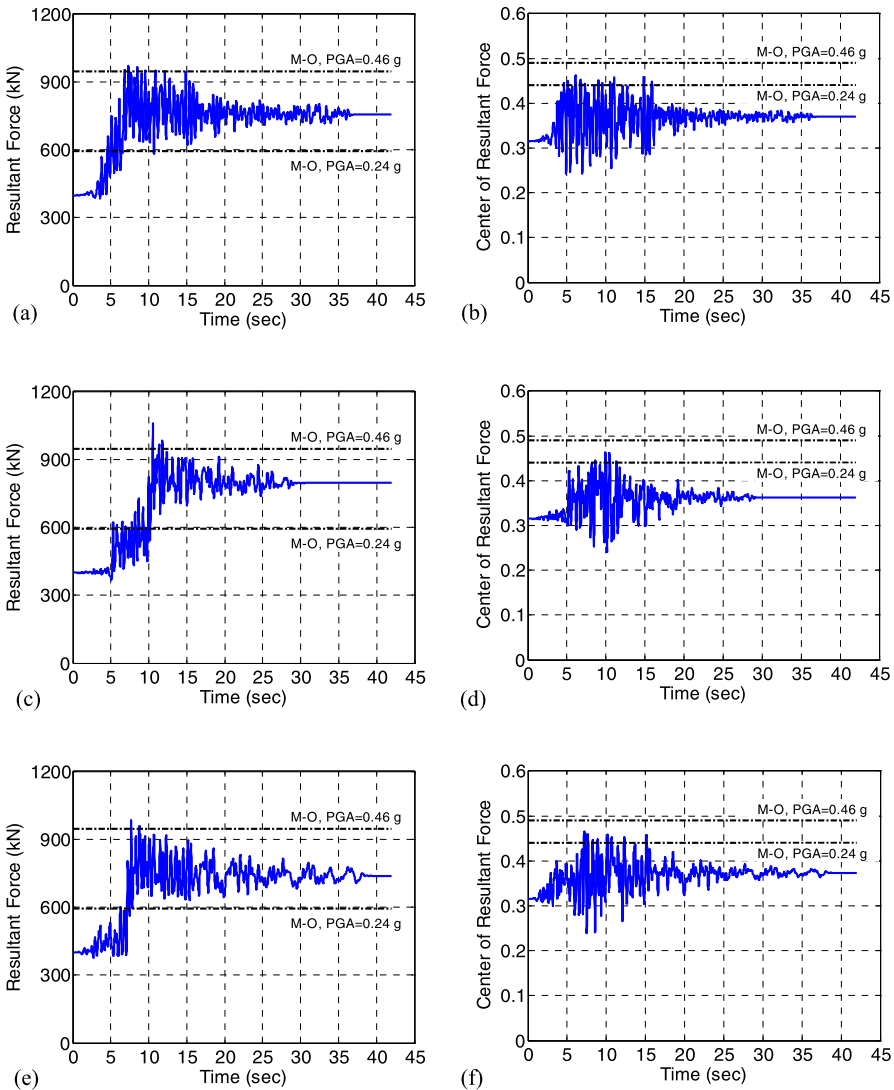 1200
900
600
300
0
Resultant Force (kN)
M-O, PGA=0.46 g
M-O, PGA=0.24 g
0 5 10 15 20 25 30 35 40 45
Time (sec)
(a)
0.6
0.5
0.4
0.3
0.2
0.1
0
Center of Resultant Force
M-O, PGA=0.46 g
M-O, PGA=0.24 g
0 5 10 15 20 25 30 35 40 45
Time (sec)
(b)
1200
900
600
300
0
Resultant Force (kN)
M-O, PGA=0.46 g
M-O, PGA=0.24 g
0 5 10 15 20 25 30 35 40 45
Time (sec)
(c)
0.6
0.5
0.4
0.3
0.2
0.1
0
Center of Resultant Force
M-O, PGA=0.46 g
M-O, PGA=0.24 g
0 5 10 15 20 25 30 35 40 45
Time (sec)
(d)
1200
900
600
300
0
Resultant Force (kN)
M-O, PGA=0.46 g
M-O, PGA=0.24 g
0 5 10 15 20 25 30 35 40 45
Time (sec)
(e)
0.6
0.5
0.4
0.3
0.2
0.1
0
Center of Resultant Force
M-O, PGA=0.46 g
M-O, PGA=0.24 g
0 5 10 15 20 25 30 35 40 45
Time (sec)
(f)